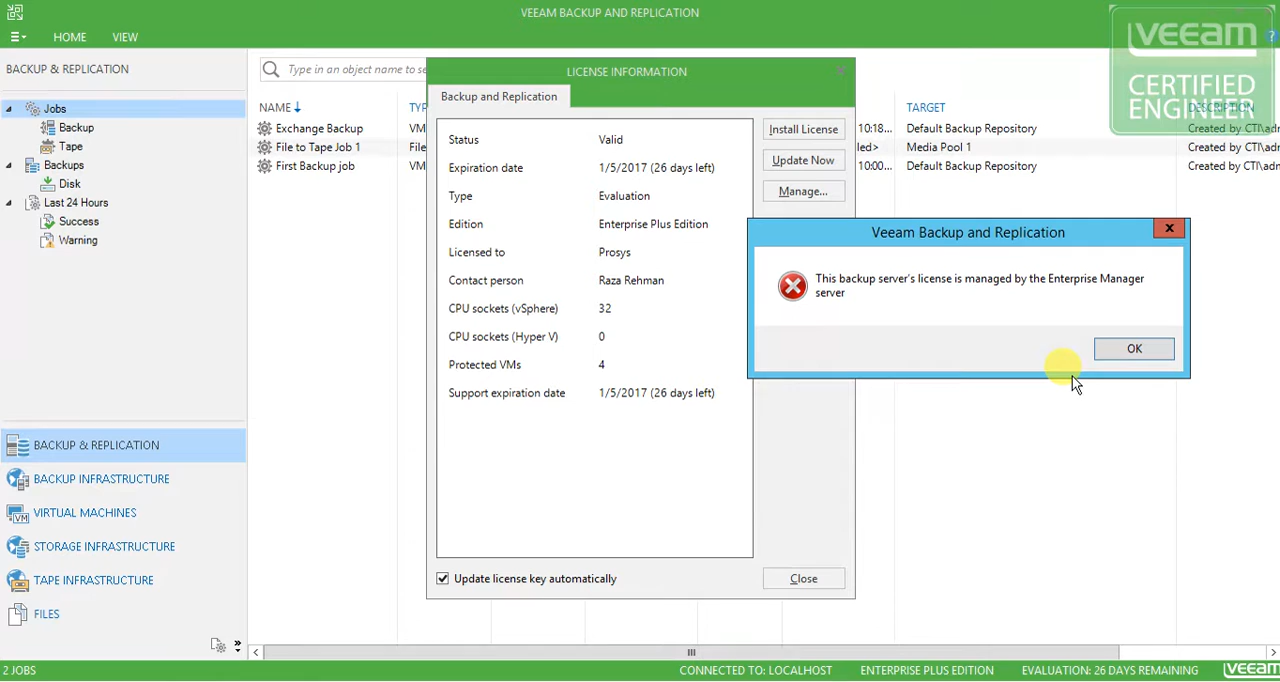 VEEAM BACKUP AND REPLICATION
HOME VIEW
veeam
CERTIFIED
ENGINEER
BACKUP & REPLICATION
Jobs
Backup
Tape
Backups
Disk
Last 24 Hours
Success
Warning
BACKUP & REPLICATION
BACKUP INFRASTRUCTURE
VIRTUAL MACHINES
STORAGE INFRASTRUCTURE
TAPE INFRASTRUCTURE
FILES
Type in an object name to se
NAME TYP TARGET DESCRIPTION
Exchange Backup VM 10:18... Default Backup Repository Created by CTI\adr
File to Tape Job 1 File led> Media Pool 1 Created by CTI\adr
First Backup job VM 10:00... Default Backup Repository Created by CTI\adr
LICENSE INFORMATION
Backup and Replication
Status Valid
Expiration date 1/5/2017 (26 days left)
Type Evaluation
Edition Enterprise Plus Edition
Licensed to Prosys
Contact person Raza Rehman
CPU sockets (vSphere) 32
CPU sockets (Hyper V) 0
Protected VMs 4
Support expiration date 1/5/2017 (26 days left)
Install License
Update Now
Manage...
Update license key automatically
Close
Veeam Backup and Replication
This backup server's license is managed by the Enterprise Manager
server
OK
2 JOBS CONNECTED TO: LOCALHOST ENTERPRISE PLUS EDITION EVALUATION: 26 DAYS REMAINING veeam